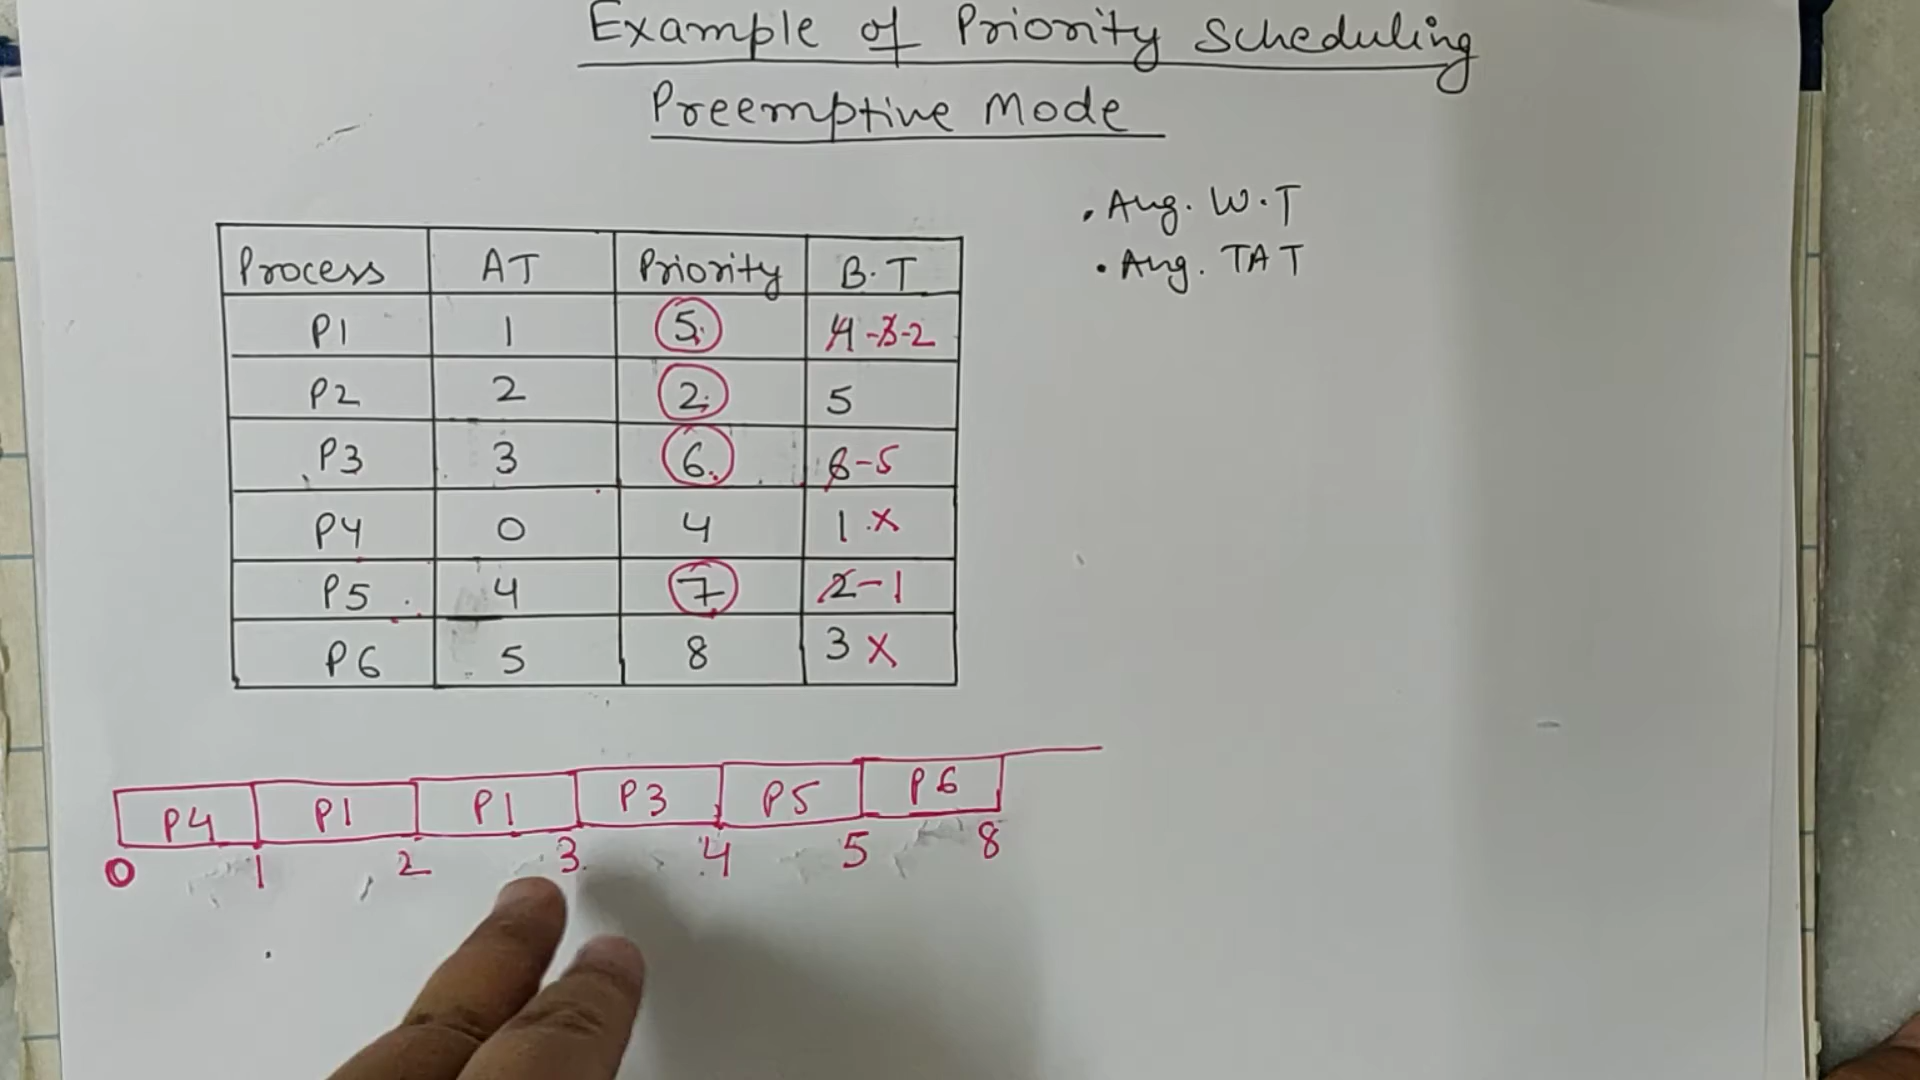 Example of Priority Scheduling
Preemptive Mode
• Avg. W.T
• Avg. TAT
Process AT Priority B.T
P1 1 5 4-3-2
P2 2 2 5
P3 3 6 6-5
P4 0 4 1 x
P5 4 7 2-1
P6 5 8 3 x
P4 P1 P1 P3 P5 P6
0 1 2 3 4 5 8